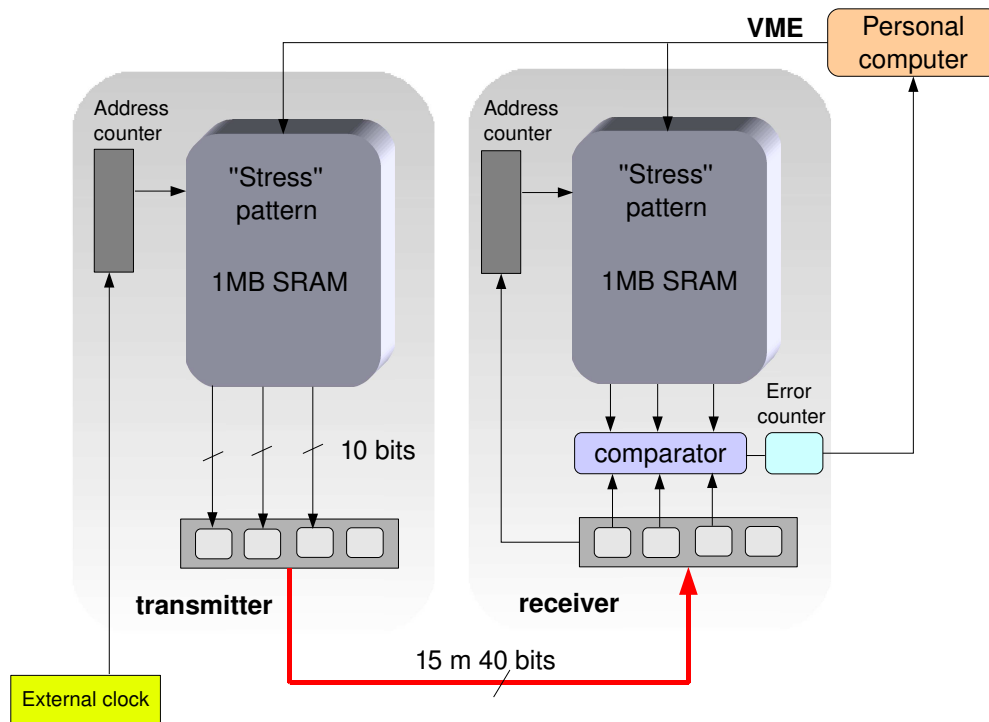 VME
Personal
computer
Address
counter
"Stress"
pattern
1MB SRAM
10 bits
transmitter
External clock
Address
counter
"Stress"
pattern
1MB SRAM
Error
counter
comparator
receiver
15 m 40 bits